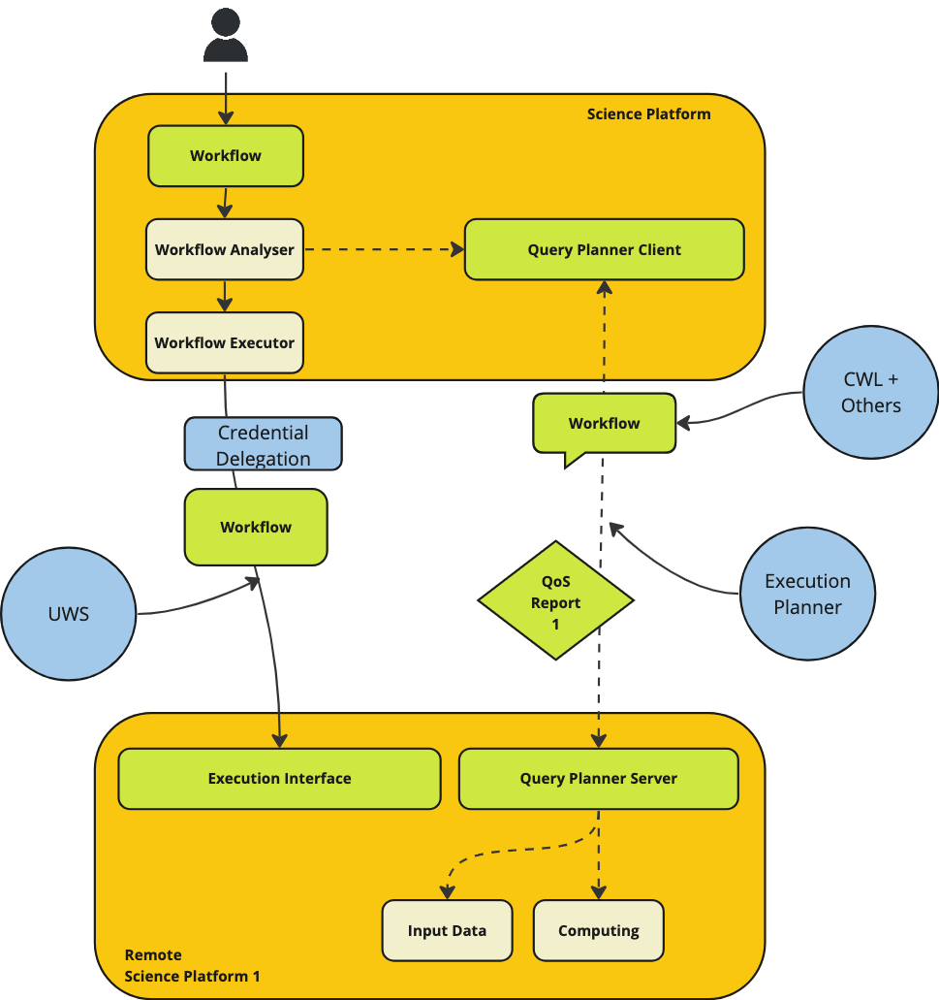 Science Platform
Workflow
Workflow Analyser
Query Planner Client
Workflow Executor
CWL +
Others
Workflow
Credential
Delegation
Workflow
Execution
Planner
QoS
Report
1
UWS
Execution Interface
Query Planner Server
Input Data
Computing
Remote
Science Platform 1